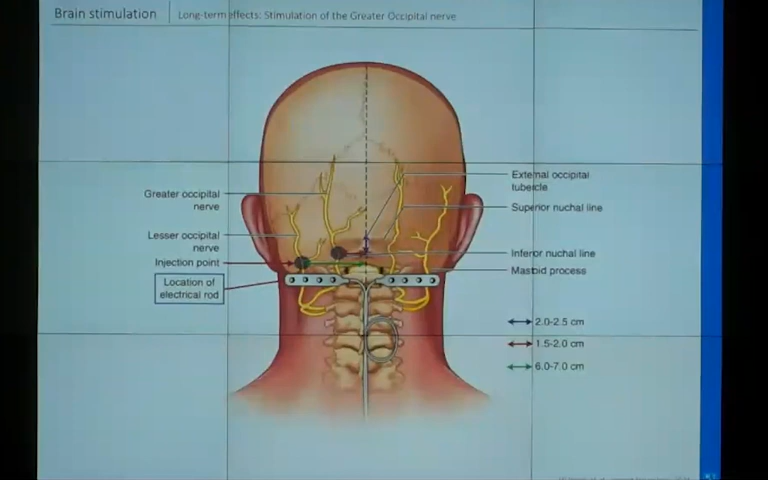 Brain stimulation
Long-term effects: Stimulation of the Greater Occipital nerve
Greater occipital
nerve
Lesser occipital
nerve
Injection point
Location of
electrical rod
External occipital
tubercle
Superior nuchal line
Inferior nuchal line
Mastoid process
2.0-2.5 cm
1.5-2.0 cm
6.0-7.0 cm